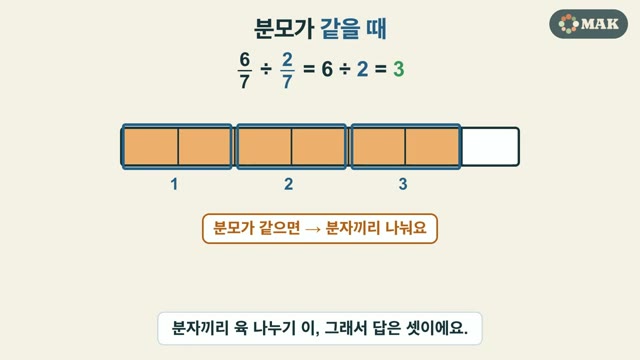 분모가 같을 때
MAK
6/7 ÷ 2/7 = 6 ÷ 2 = 3
1 2 3
분모가 같으면 → 분자끼리 나눠요
분자끼리 육 나누기 이, 그래서 답은 셋이에요.